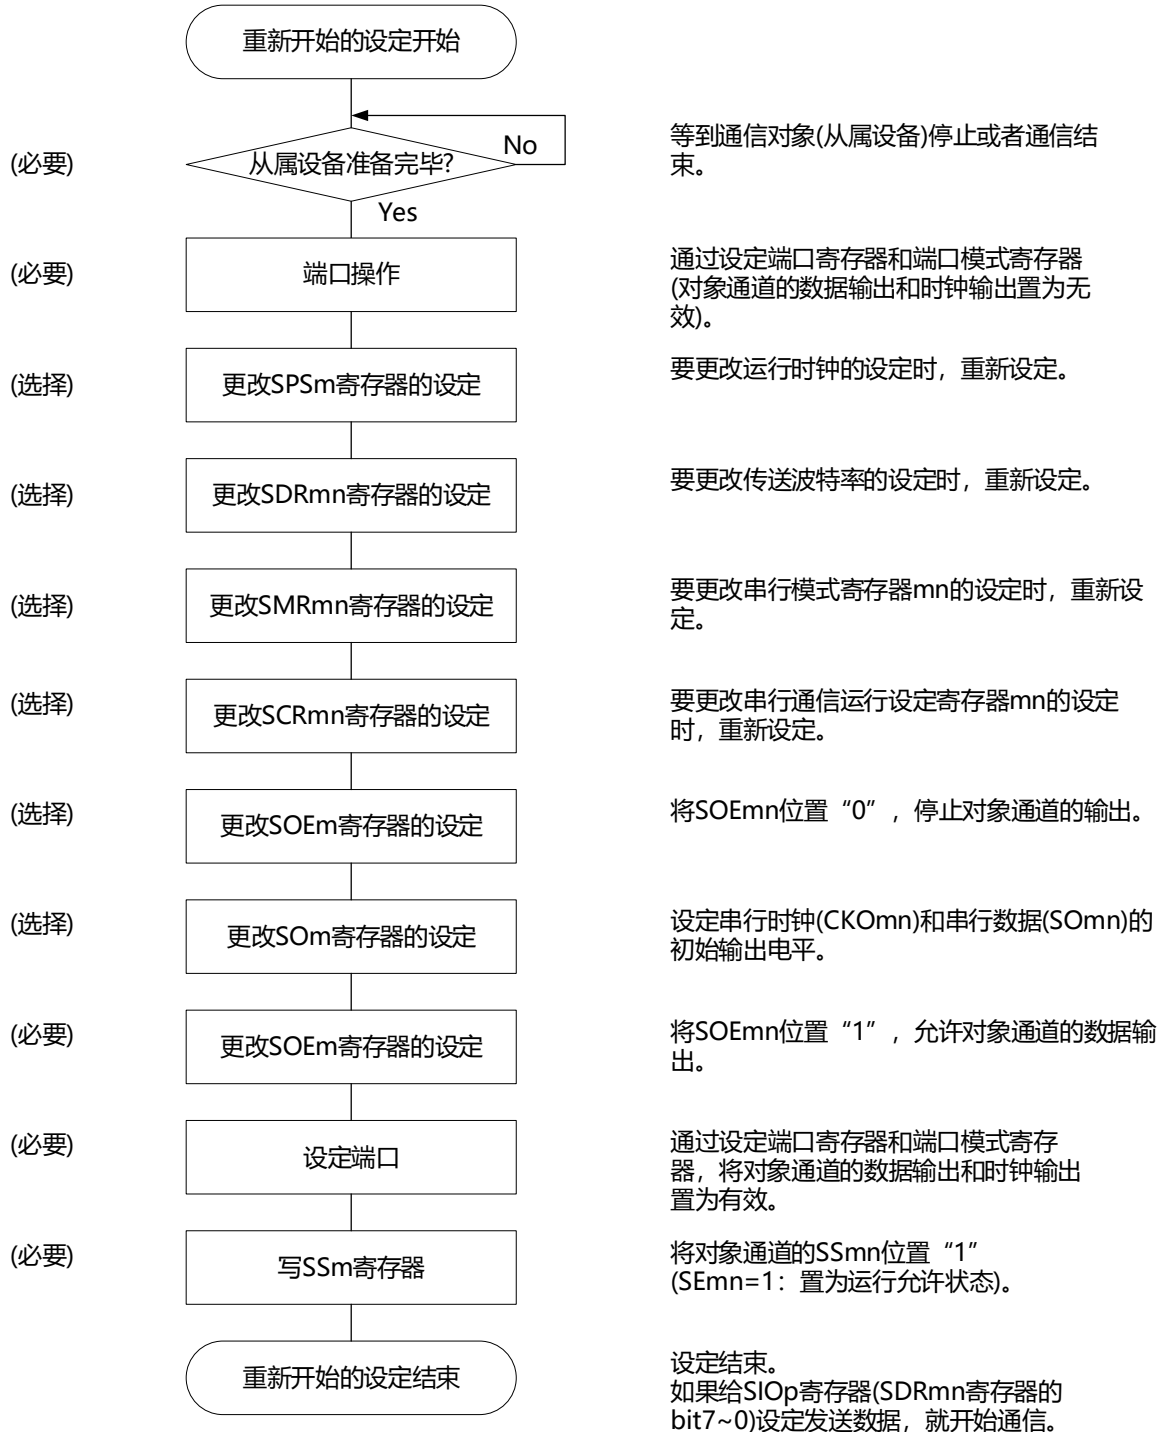 重新开始的设定开始
(必要)
从属设备准备完毕?
No
Yes
等到通信对象(从属设备)停止或者通信结
束。
(必要)
端口操作
通过设定端口寄存器和端口模式寄存器
(对象通道的数据输出和时钟输出置为无
效)。
(选择)
更改SPSm寄存器的设定
要更改运行时钟的设定时，重新设定。
(选择)
更改SDRmn寄存器的设定
要更改传送波特率的设定时，重新设定。
(选择)
更改SMRmn寄存器的设定
要更改串行模式寄存器mn的设定时，重新设
定。
(选择)
更改SCRmn寄存器的设定
要更改串行通信运行设定寄存器mn的设定
时，重新设定。
(选择)
更改SOEm寄存器的设定
将SOEmn位置“0”，停止对象通道的输出。
(选择)
更改SOm寄存器的设定
设定串行时钟(CKOmn)和串行数据(SOmn)的
初始输出电平。
(必要)
更改SOEm寄存器的设定
将SOEmn位置“1”，允许对象通道的数据输
出。
(必要)
设定端口
通过设定端口寄存器和端口模式寄存
器，将对象通道的数据输出和时钟输出
置为有效。
(必要)
写SSm寄存器
将对象通道的SSmn位置“1”
(SEmn=1：置为运行允许状态)。
重新开始的设定结束
设定结束。
如果给SIOp寄存器(SDRmn寄存器的
bit7~0)设定发送数据，就开始通信。